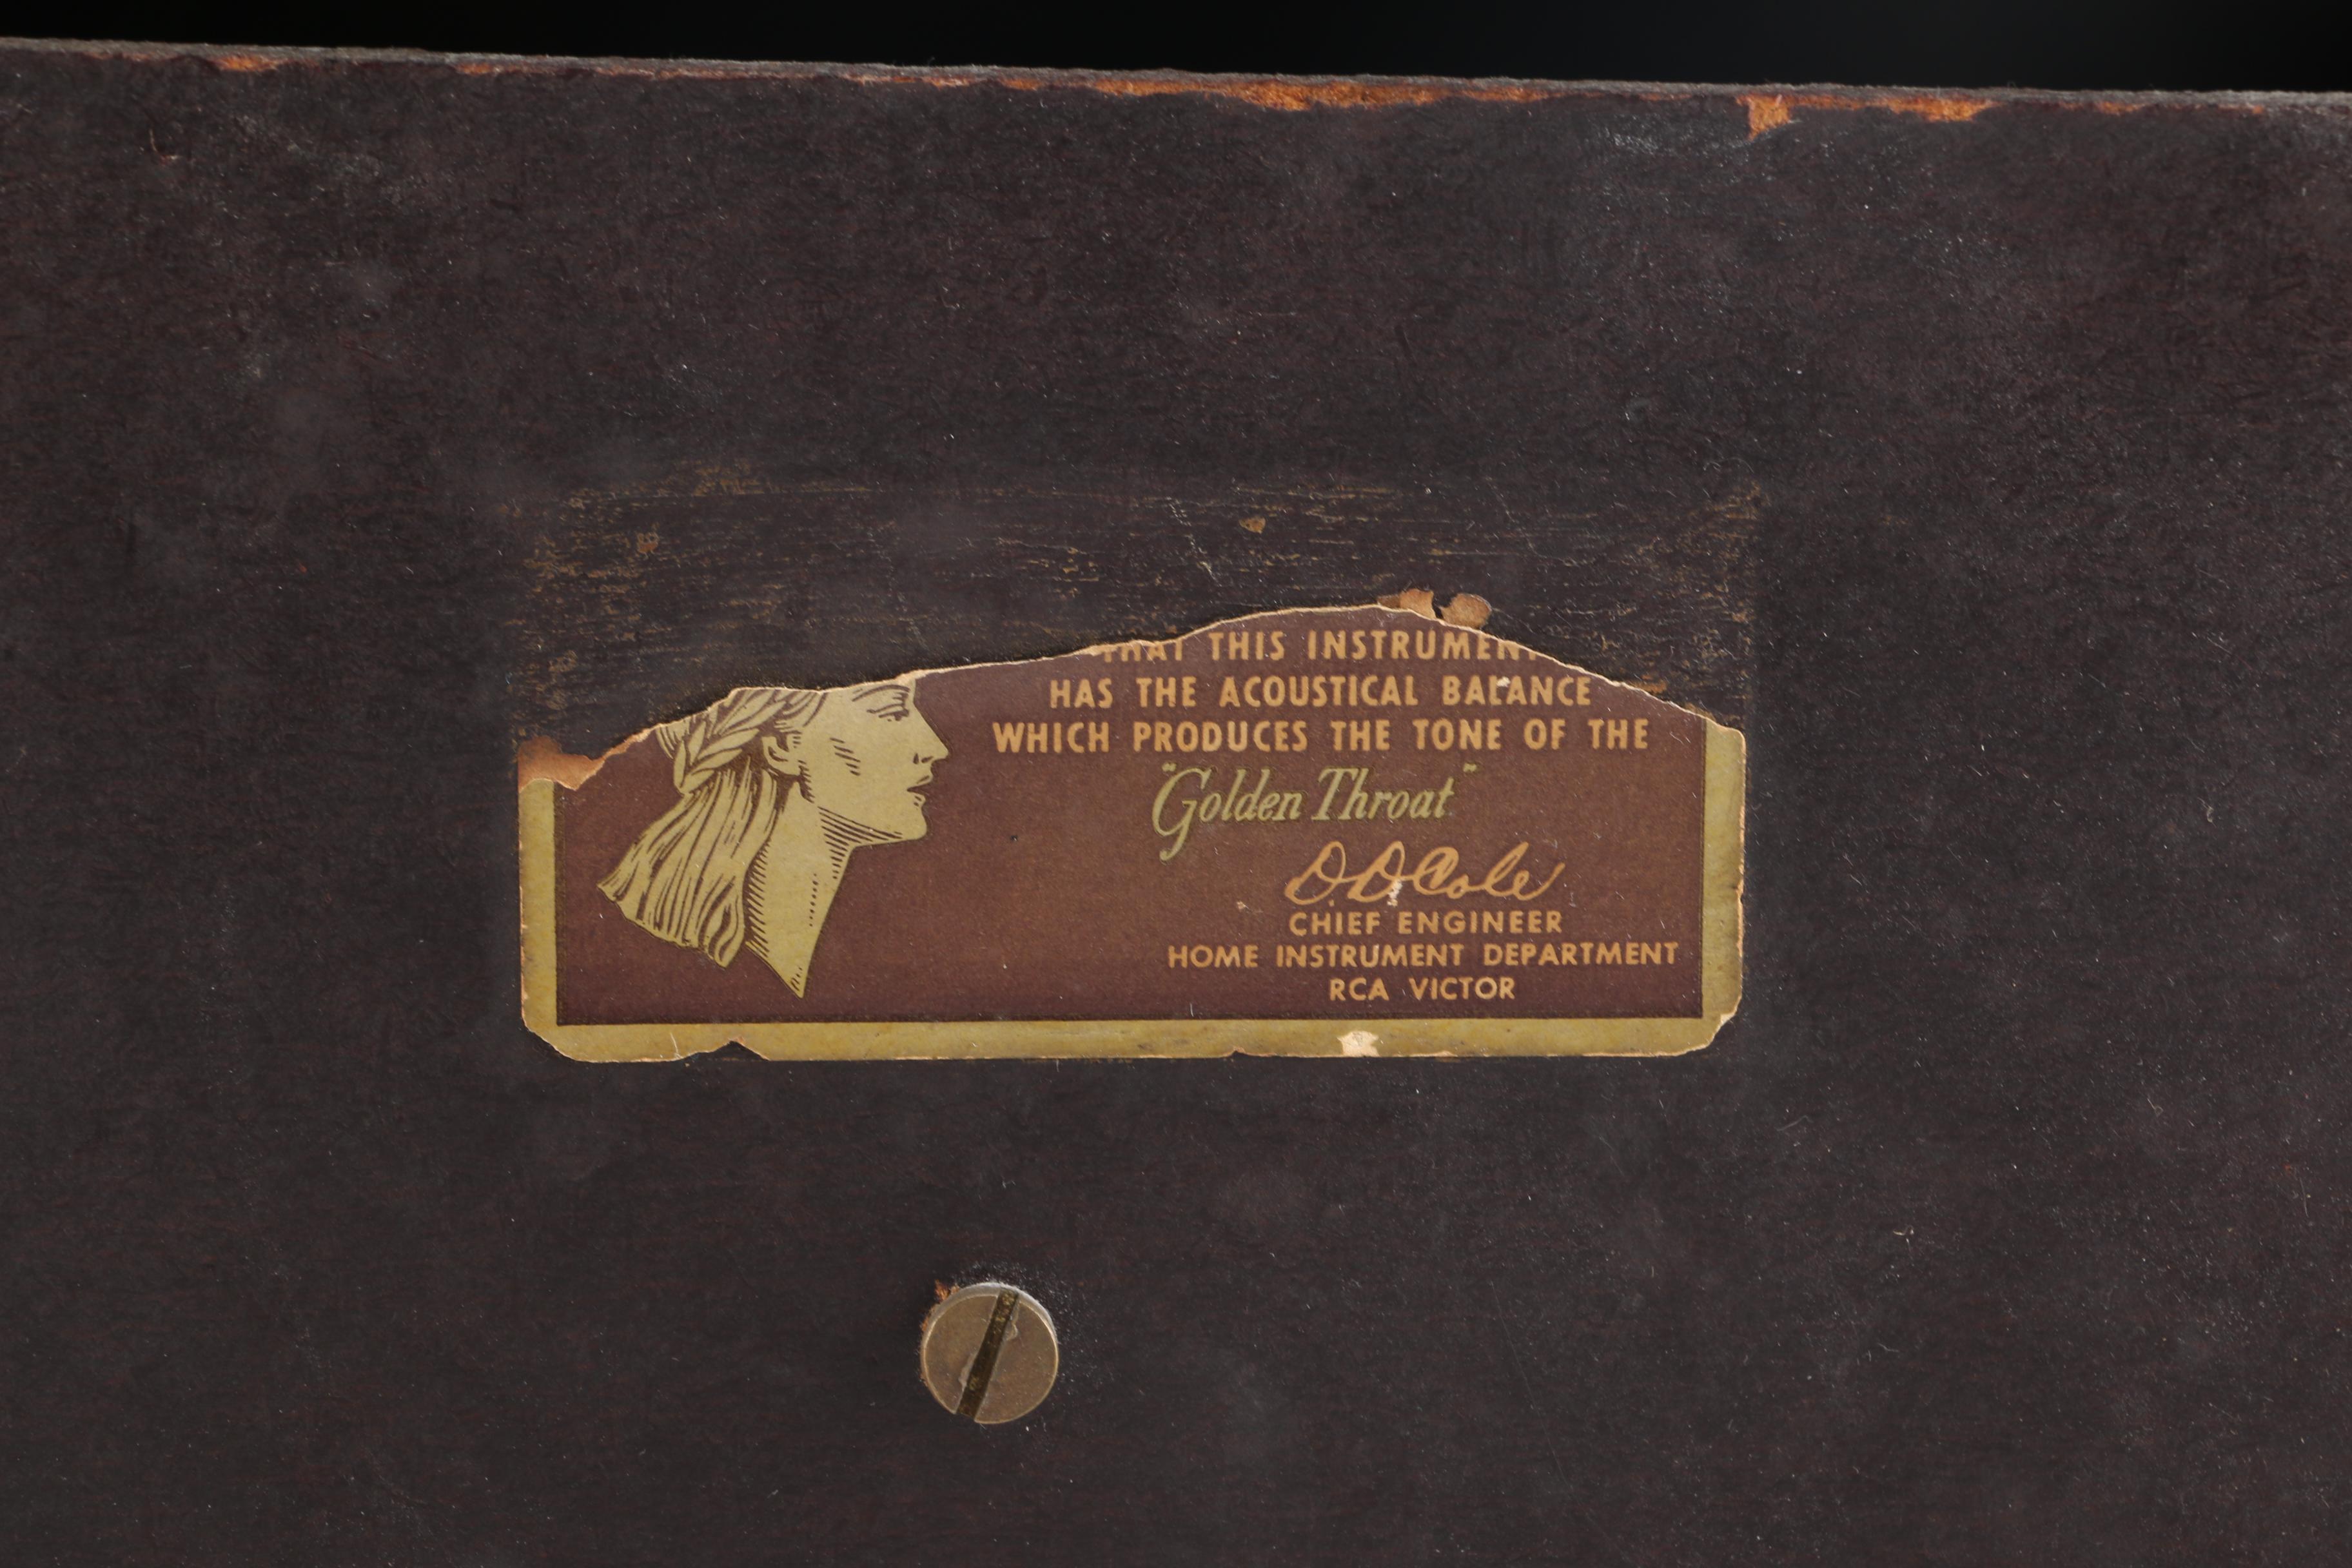 THAT THIS INSTRUMENT
HAS THE ACOUSTICAL BALANCE
WHICH PRODUCES THE TONE OF THE
"Golden Throat"
D.D. Cole
CHIEF ENGINEER
HOME INSTRUMENT DEPARTMENT
RCA VICTOR